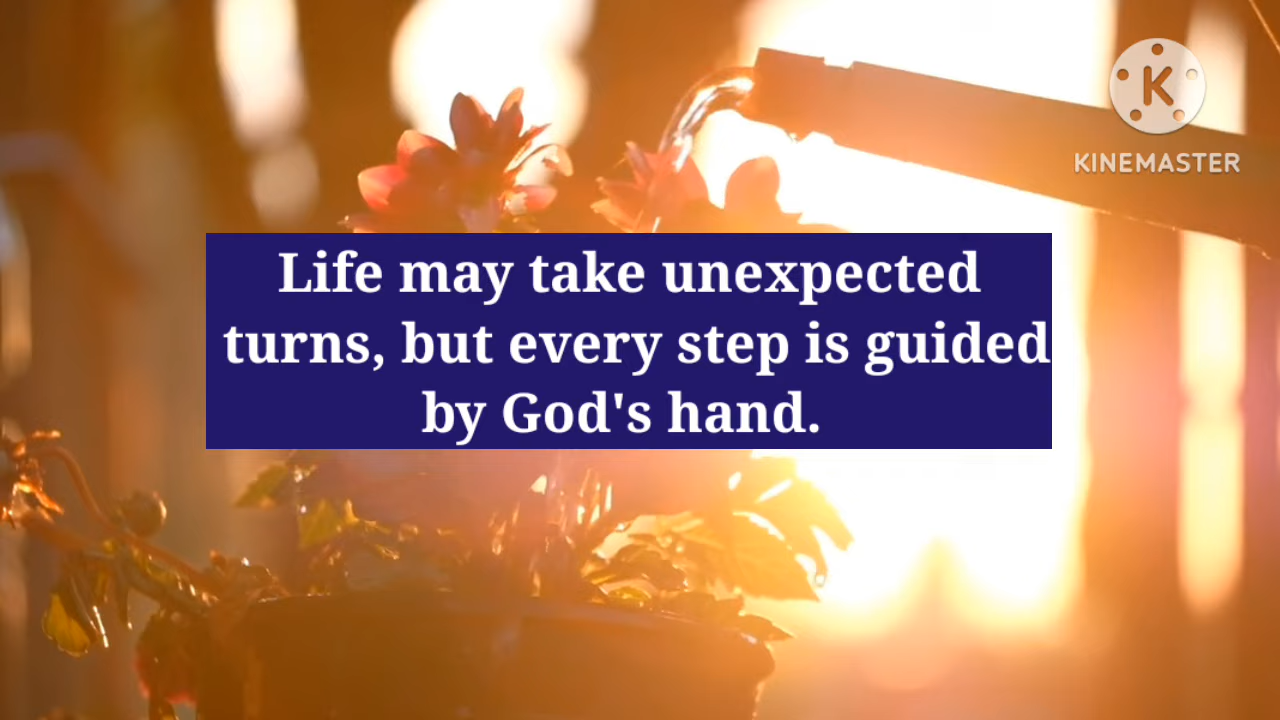 K
KINEMASTER
Life may take unexpected
turns, but every step is guided
by God's hand.